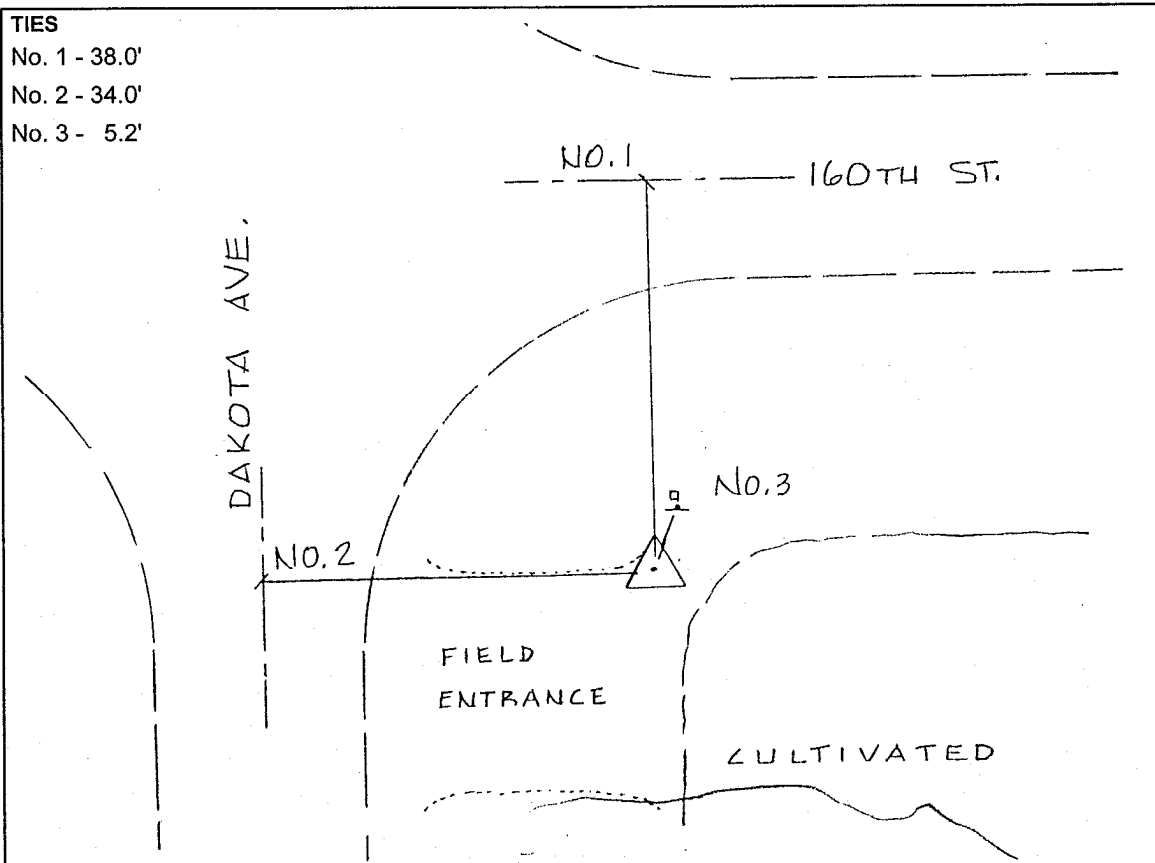 TIES
No. 1 - 38.0'
No. 2 - 34.0'
No. 3 - 5.2'
NO.1
160TH ST.
DAKOTA AVE.
NO.3
NO.2
FIELD
ENTRANCE
CULTIVATED